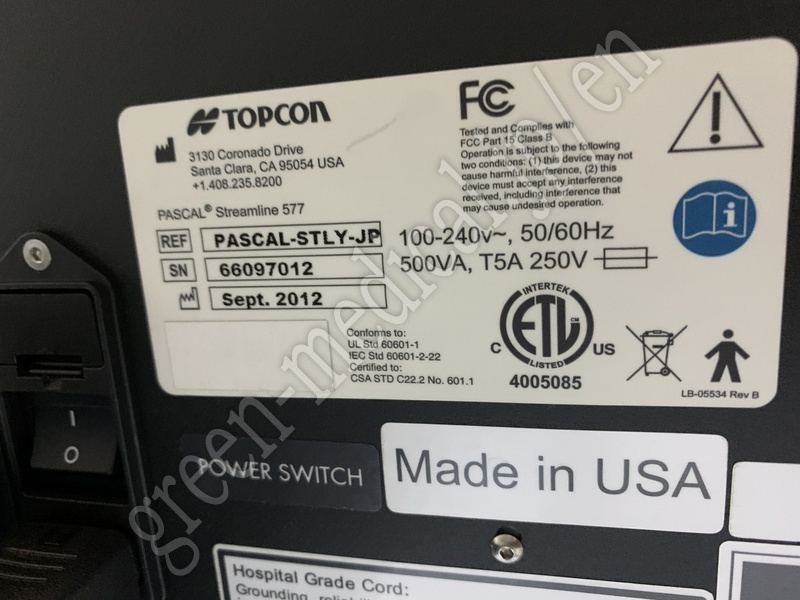 TOPCON
3130 Coronado Drive
Santa Clara, CA 95054 USA
+1.408.235.8200
FCC
Tested and Complies with
FCC Part 15 Class B
Operation is subject to the following
two conditions: (1) this device may not
cause harmful interference, (2) this
device must accept any interference
received, including interference that
may cause undesired operation.
PASCAL® Streamline 577
REF PASCAL-STLY-JP
SN 66097012
Sept. 2012
100-240v~, 50/60Hz
500VA, T5A 250V
Conforms to:
UL Std 60601-1
IEC Std 60601-2-22
Certified to:
CSA STD C22.2 No. 601.1
INTERTEK
ETL CM
C US
LISTED
4005085
LB-05534 Rev B
POWER SWITCH
Made in USA
Hospital Grade Cord:
green-medical.jp/en